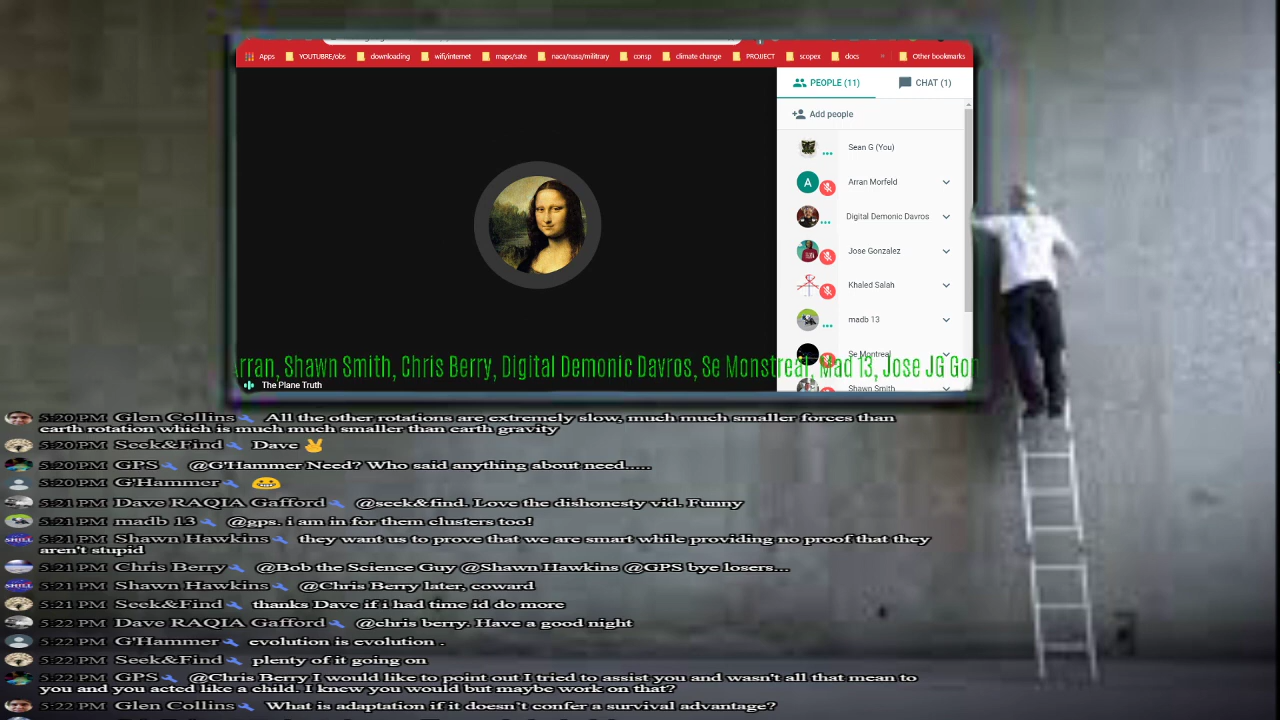 Apps YOUTUBRE/obs downloading wifi/internet maps/sate naca/nasa/militrary consp climate change PROJJECT scopex docs Other bookmarks
PEOPLE (11) CHAT (1)
Add people
Sean G (You)
A Arran Morfeld
Digital Demonic Davros
Jose Gonzalez
Khaled Salah
madb 13
Se Montreal
rran, Shawn Smith, Chris Berry, Digital Demonic Davros, Se Monstreal, Mad 13, Jose JG Gon
The Plane Truth
Shawn Smith
5:20 PM Glen Collins All the other rotations are extremely slow, much much smaller forces than
earth rotation which is much much smaller than earth gravity
5:20 PM Seek&Find Dave
5:20 PM GPS @G'Hammer Need? Who said anything about need.....
5:20 PM G'Hammer
5:21 PM Dave RAQIA Gafford @seek&find. Love the dishonesty vid. Funny
5:21 PM madb 13 @gps. i am in for them clusters too!
SHILL 5:21 PM Shawn Hawkins they want us to prove that we are smart while providing no proof that they
aren't stupid
5:21 PM Chris Berry @Bob the Science Guy @Shawn Hawkins @GPS bye losers...
SHILL 5:21 PM Shawn Hawkins @Chris Berry later, coward
5:21 PM Seek&Find thanks Dave if i had time id do more
5:22 PM Dave RAQIA Gafford @chris berry. Have a good night
5:22 PM G'Hammer evolution is evolution .
5:22 PM Seek&Find plenty of it going on
5:22 PM GPS @Chris Berry I would like to point out I tried to assist you and wasn't all that mean to
you and you acted like a child. I knew you would but maybe work on that?
5:22 PM Glen Collins What is adaptation if it doesn't confer a survival advantage?